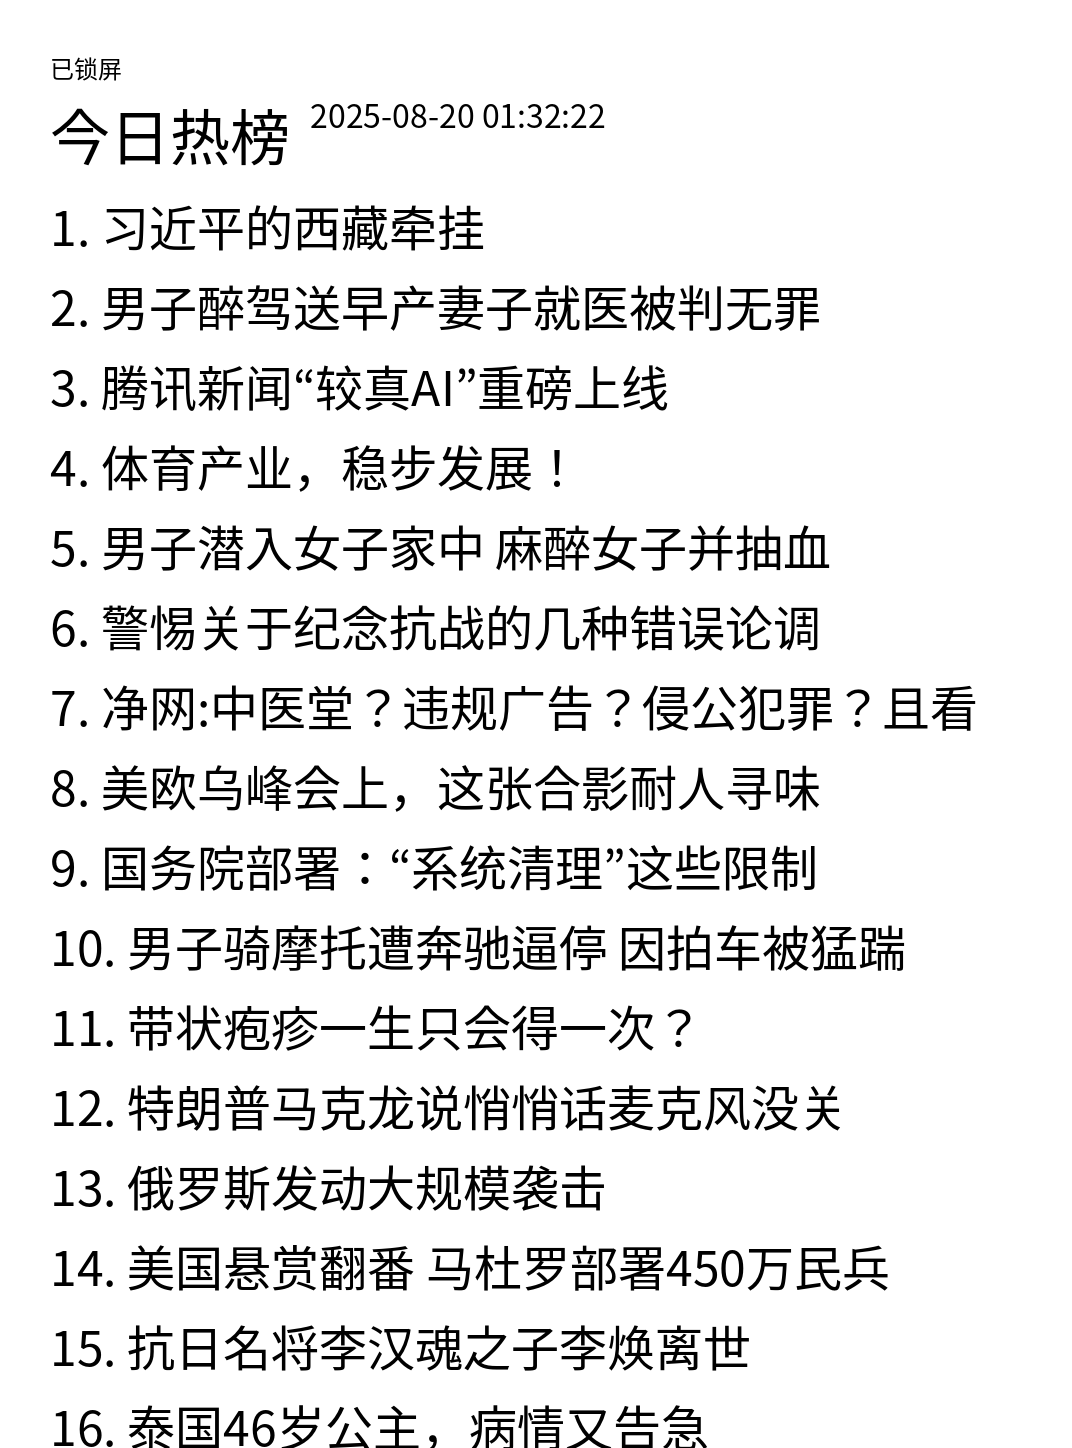 已锁屏
今日热榜 2025-08-20 01:32:22
1. 习近平的西藏牵挂
2. 男子醉驾送早产妻子就医被判无罪
3. 腾讯新闻“较真AI”重磅上线
4. 体育产业，稳步发展！
5. 男子潜入女子家中 麻醉女子并抽血
6. 警惕关于纪念抗战的几种错误论调
7. 净网:中医堂？违规广告？侵公犯罪？且看
8. 美欧乌峰会上，这张合影耐人寻味
9. 国务院部署：“系统清理”这些限制
10. 男子骑摩托遭奔驰逼停 因拍车被猛踹
11. 带状疱疹一生只会得一次？
12. 特朗普马克龙说悄悄话麦克风没关
13. 俄罗斯发动大规模袭击
14. 美国悬赏翻番 马杜罗部署450万民兵
15. 抗日名将李汉魂之子李焕离世
16. 泰国46岁公主，病情又告急